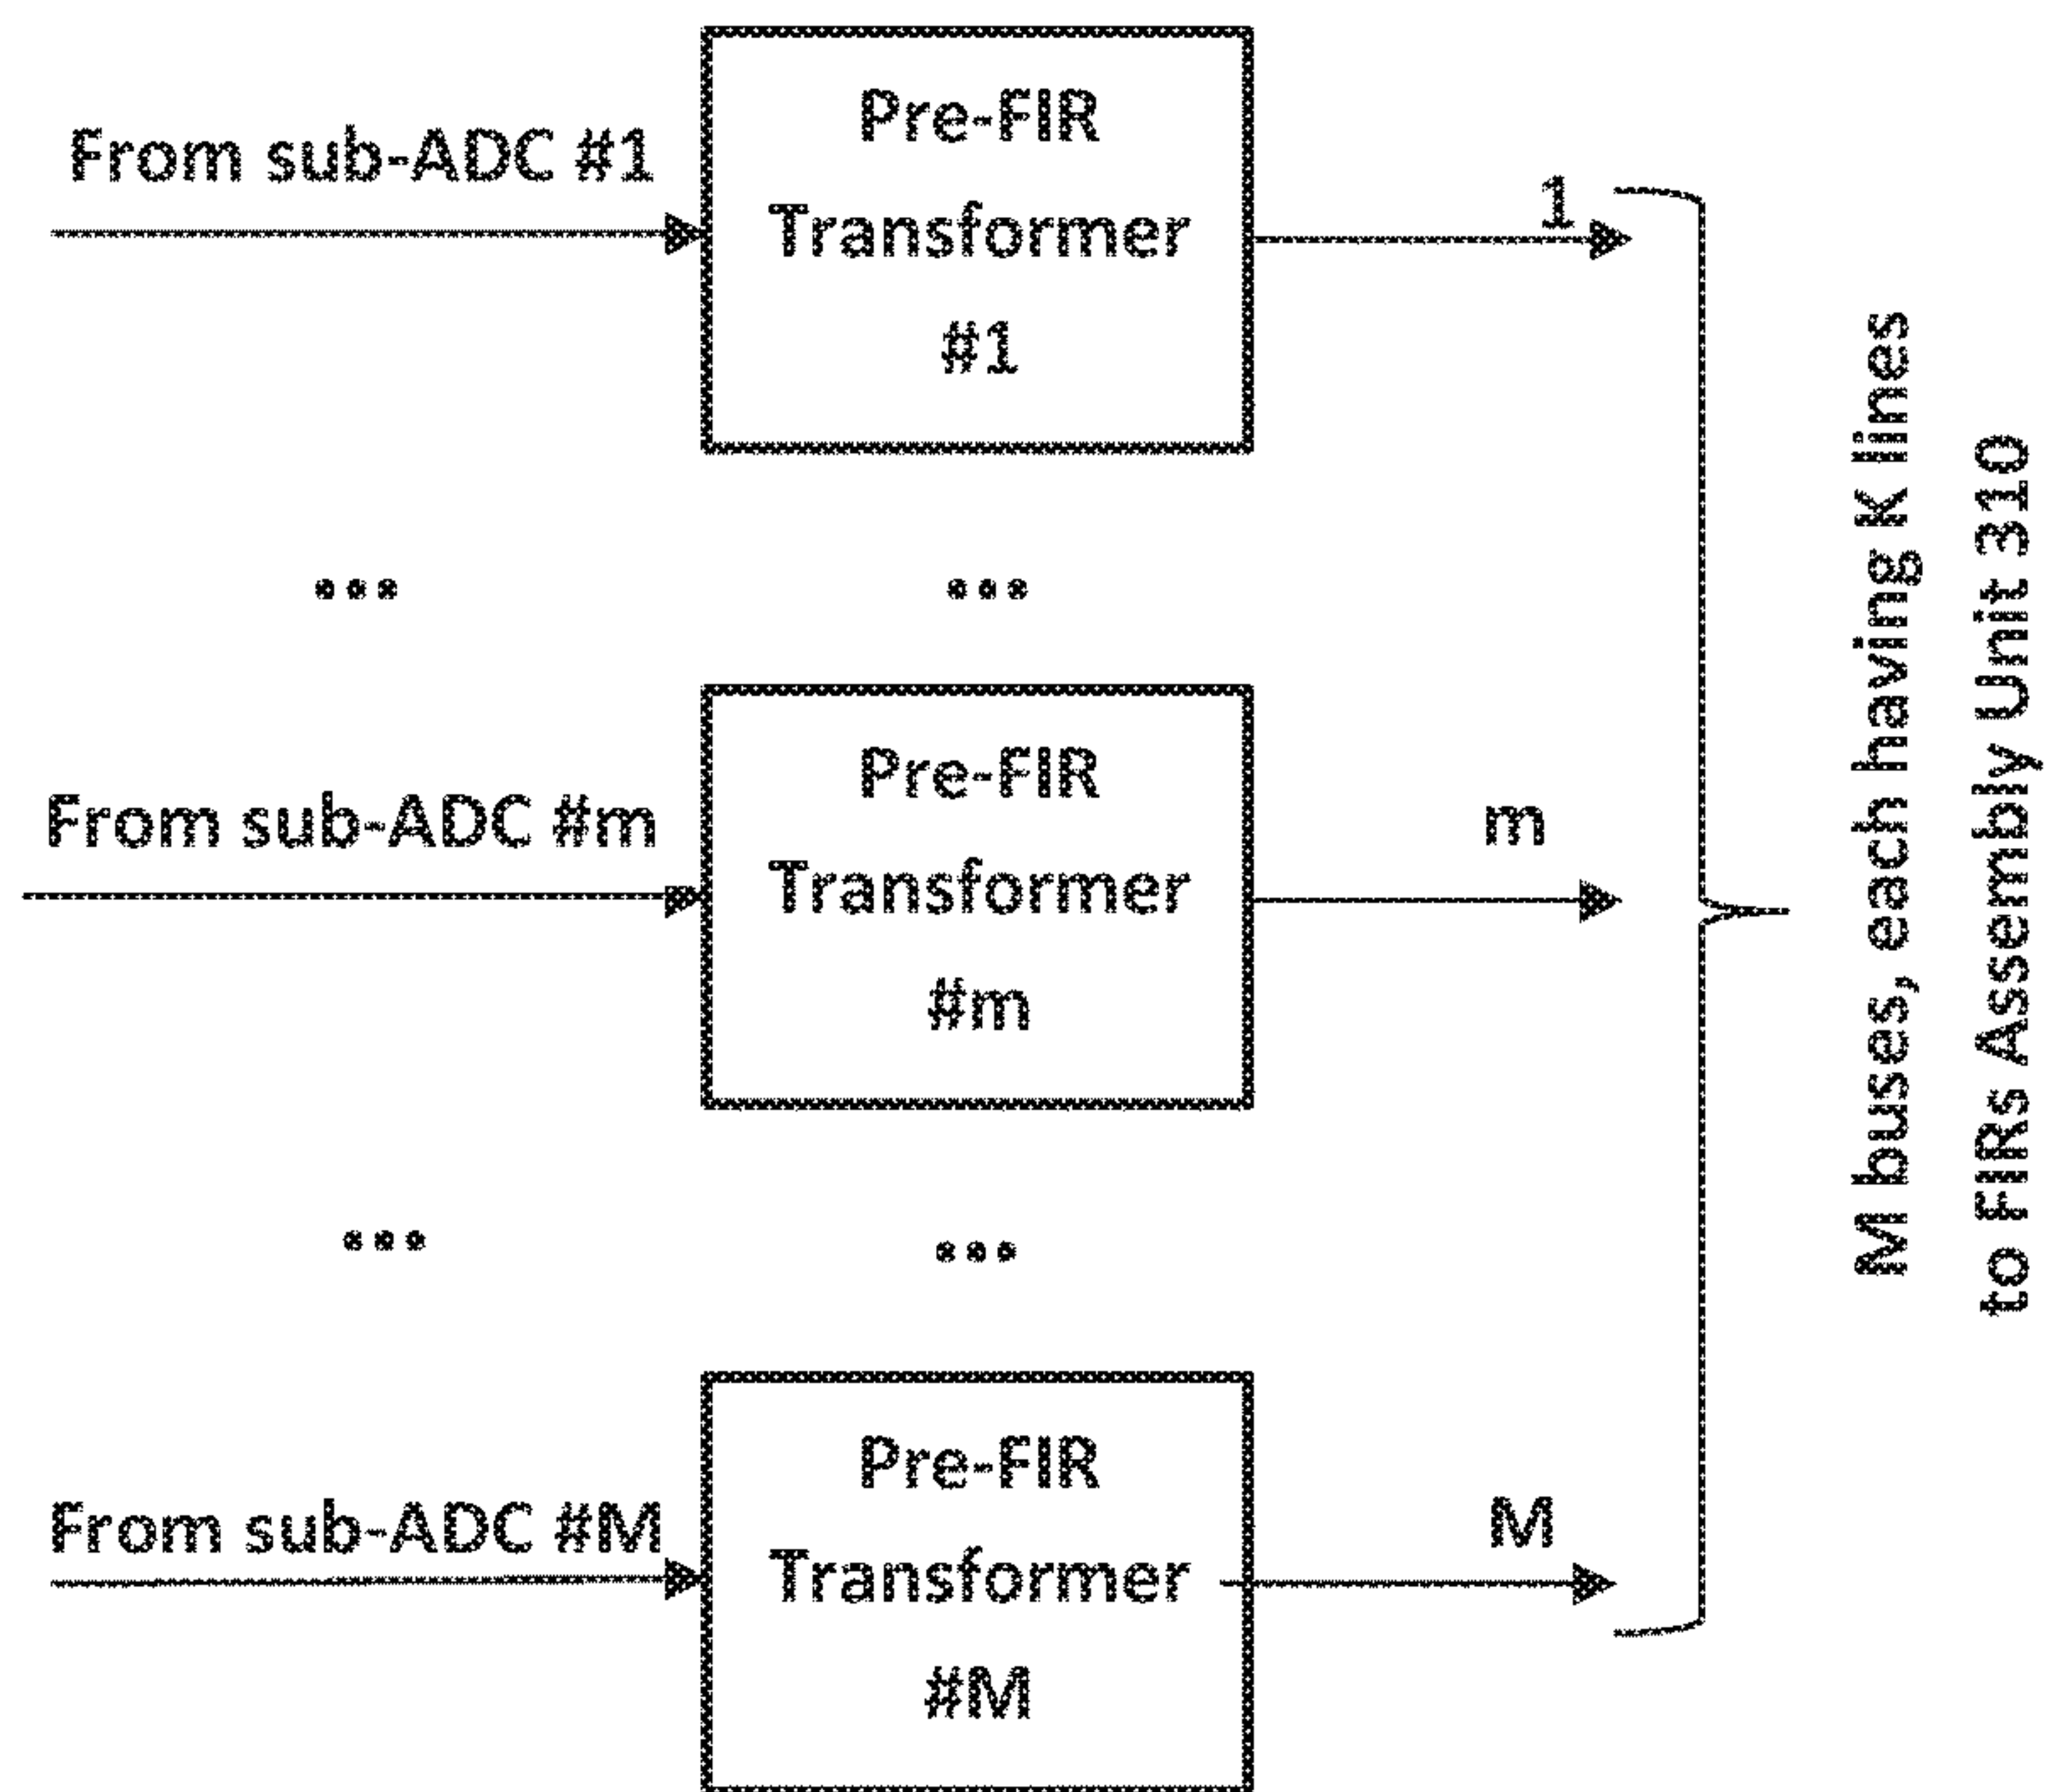 From sub-ADC #1
Pre-FIR
Transformer
#1
1
...
...
From sub-ADC #m
Pre-FIR
Transformer
#m
m
...
...
From sub-ADC #M
Pre-FIR
Transformer
#M
M
M buses, each having K lines
to FIRs Assembly Unit 310